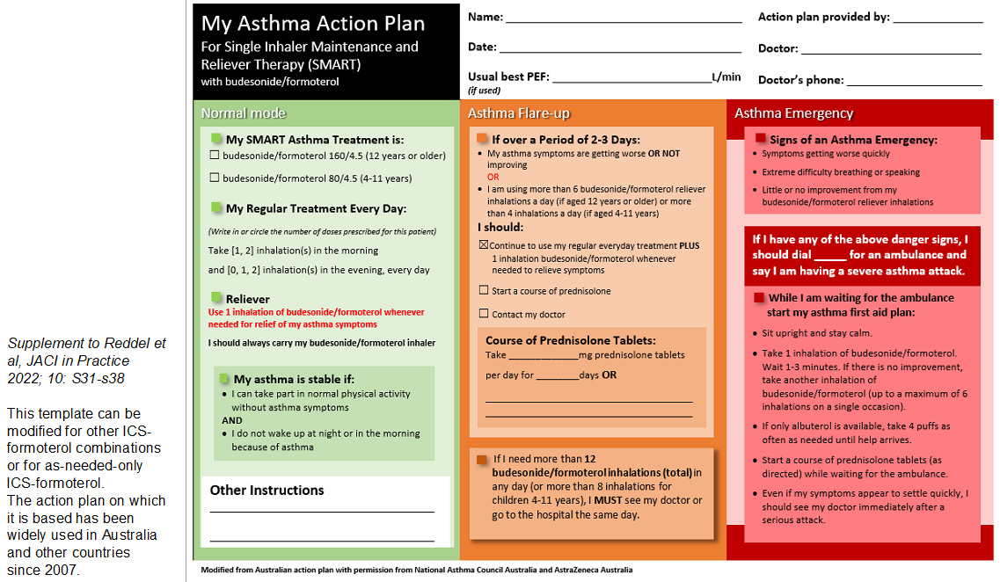 My Asthma Action Plan
For Single Inhaler Maintenance and
Reliever Therapy (SMART)
with budesonide/formoterol
Name: ____________
Date: ____________
Usual best PEF: ____________L/min
(if used)
Action plan provided by: ____________
Doctor: ____________
Doctor's phone: ____________
Normal mode
My SMART Asthma Treatment is:
☐ budesonide/formoterol 160/4.5 (12 years or older)
☐ budesonide/formoterol 80/4.5 (4-11 years)
My Regular Treatment Every Day:
(Write in or circle the number of doses prescribed for this patient)
Take [1, 2] inhalation(s) in the morning
and [0, 1, 2] inhalation(s) in the evening, every day
Reliever
Use 1 inhalation of budesonide/formoterol whenever
needed for relief of my asthma symptoms
I should always carry my budesonide/formoterol inhaler
My asthma is stable if:
• I can take part in normal physical activity
without asthma symptoms
AND
• I do not wake up at night or in the morning
because of asthma
Other Instructions
Asthma Flare-up
If over a Period of 2-3 Days:
• My asthma symptoms are getting worse OR NOT
improving
OR
• I am using more than 6 budesonide/formoterol reliever
inhalations a day (if aged 12 years or older) or more
than 4 inhalations a day (if aged 4-11 years)
I should:
☒Continue to use my regular everyday treatment PLUS
1 inhalation budesonide/formoterol whenever
needed to relieve symptoms
☐ Start a course of prednisolone
☐ Contact my doctor
Course of Prednisolone Tablets:
Take _____________mg prednisolone tablets
per day for ________days OR
If I need more than 12
budesonide/formoterol inhalations (total) in
any day (or more than 8 inhalations for
children 4-11 years), I MUST see my doctor or
go to the hospital the same day.
Asthma Emergency
Signs of an Asthma Emergency:
• Symptoms getting worse quickly
• Extreme difficulty breathing or speaking
• Little or no improvement from my
budesonide/formoterol reliever inhalations
If I have any of the above danger signs, I
should dial _____ for an ambulance and
say I am having a severe asthma attack.
While I am waiting for the ambulance
start my asthma first aid plan:
• Sit upright and stay calm.
• Take 1 inhalation of budesonide/formoterol.
Wait 1-3 minutes. If there is no improvement,
take another inhalation of
budesonide/formoterol (up to a maximum of 6
inhalations on a single occasion).
• If only albuterol is available, take 4 puffs as
often as needed until help arrives.
• Start a course of prednisolone tablets (as
directed) while waiting for the ambulance.
• Even if my symptoms appear to settle quickly, I
should see my doctor immediately after a
serious attack.
Supplement to Reddel et
al, JACI in Practice
2022; 10: S31-s38
This template can be
modified for other ICS-
formoterol combinations
or for as-needed-only
ICS-formoterol.
The action plan on which
it is based has been
widely used in Australia
and other countries
since 2007.
Modified from Australian action plan with permission from National Asthma Council Australia and AstraZeneca Australia